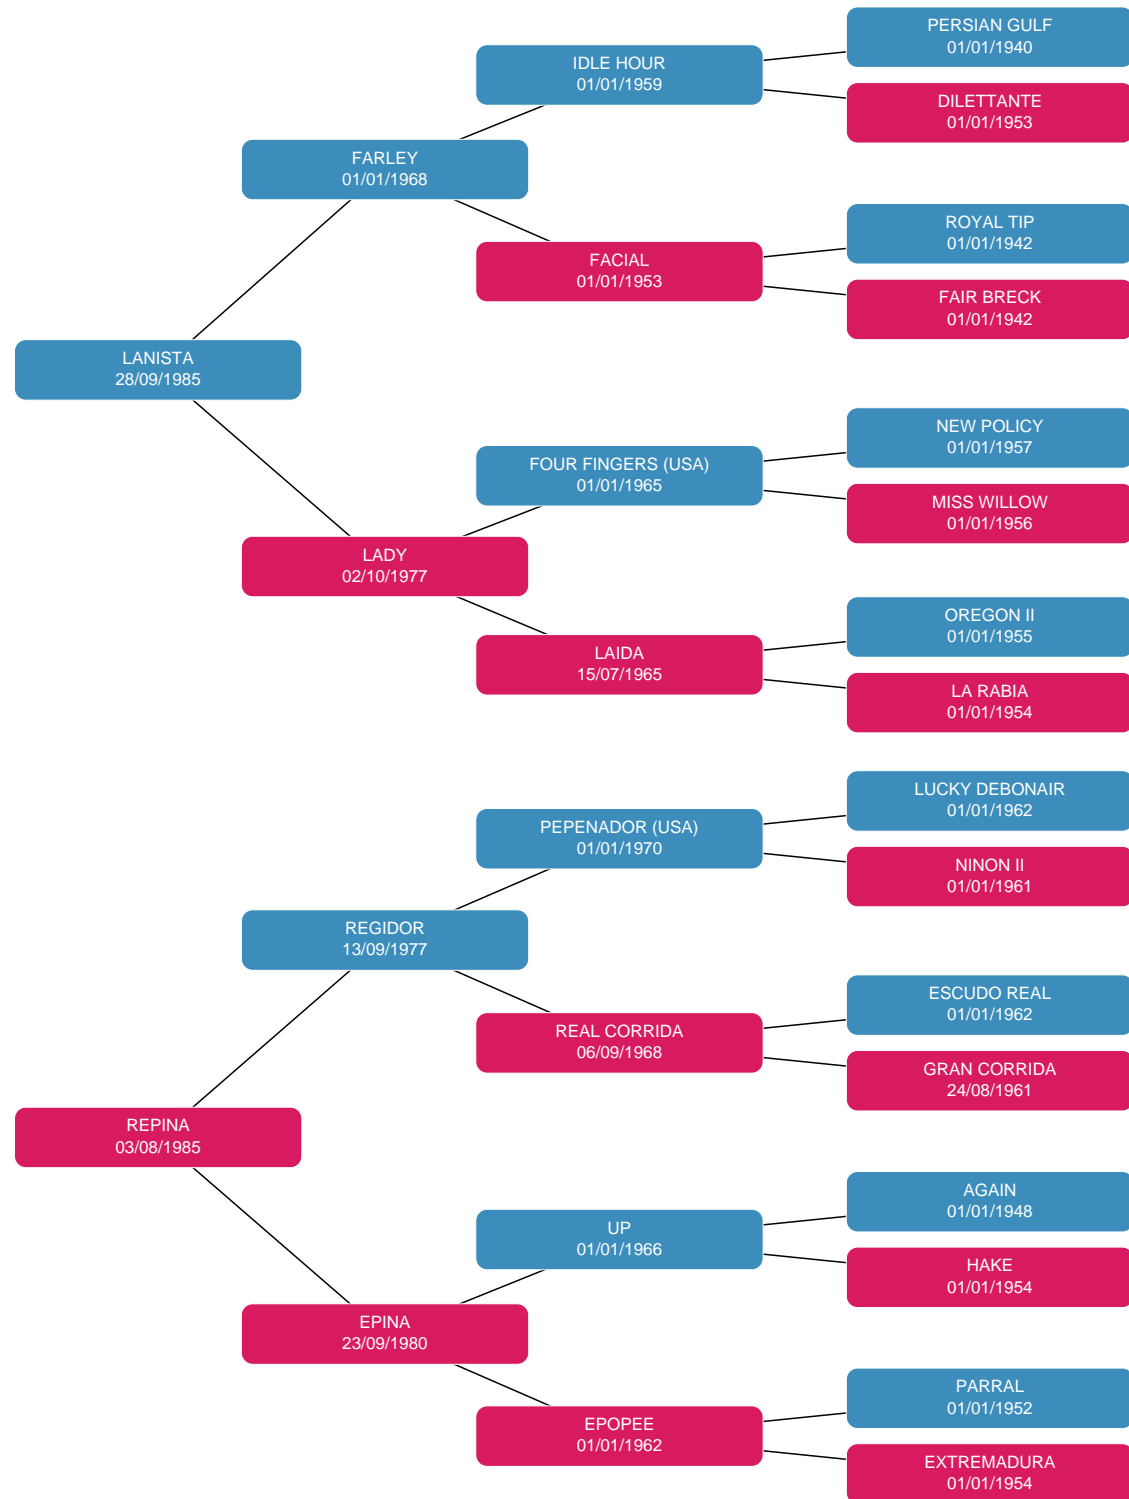 PERSIAN GULF
01/01/1940
IDLE HOUR
01/01/1959
DILETTANTE
01/01/1953
FARLEY
01/01/1968
ROYAL TIP
01/01/1942
FACIAL
01/01/1953
FAIR BRECK
01/01/1942
LANISTA
28/09/1985
NEW POLICY
01/01/1957
FOUR FINGERS (USA)
01/01/1965
MISS WILLOW
01/01/1956
LADY
02/10/1977
OREGON II
01/01/1955
LAIDA
15/07/1965
LA RABIA
01/01/1954
LUCKY DEBONAIR
01/01/1962
PEPENADOR (USA)
01/01/1970
NINON II
01/01/1961
REGIDOR
13/09/1977
ESCUDO REAL
01/01/1962
REAL CORRIDA
06/09/1968
GRAN CORRIDA
24/08/1961
REPINA
03/08/1985
AGAIN
01/01/1948
UP
01/01/1966
HAKE
01/01/1954
EPINA
23/09/1980
PARRAL
01/01/1952
EPOPEE
01/01/1962
EXTREMADURA
01/01/1954